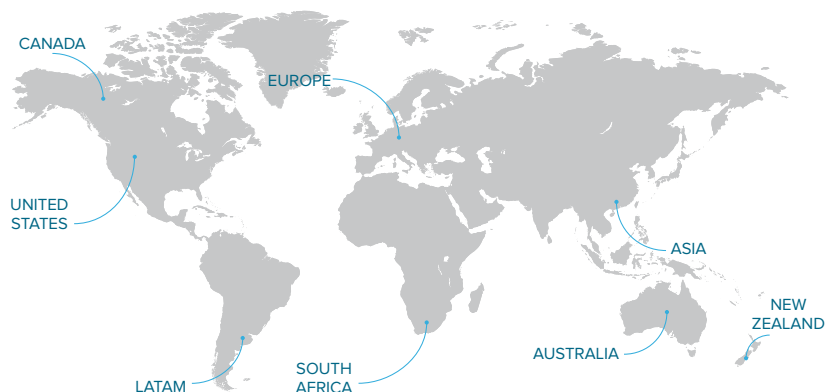 CANADA
EUROPE
UNITED
STATES
ASIA
NEW
ZEALAND
AUSTRALIA
SOUTH
AFRICA
LATAM